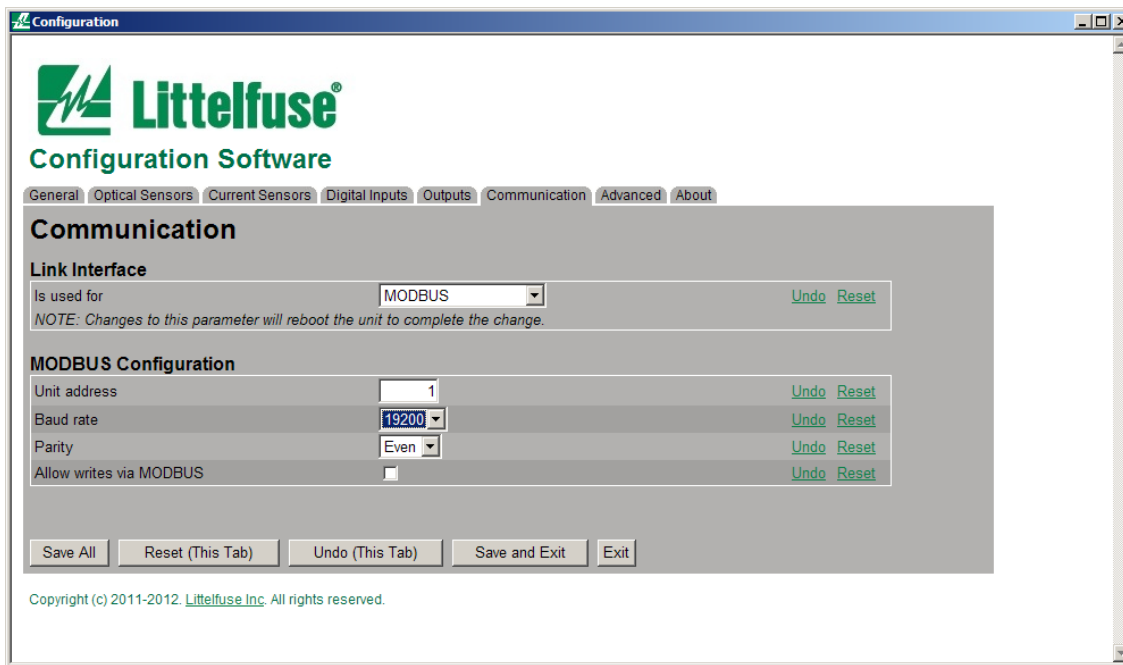 Configuration
Littelfuse®
Configuration Software
General Optical Sensors Current Sensors Digital Inputs Outputs Communication Advanced About
Communication
Link Interface
Is used for MODBUS Undo Reset
NOTE: Changes to this parameter will reboot the unit to complete the change.
MODBUS Configuration
Unit address 1 Undo Reset
Baud rate 19200 Undo Reset
Parity Even Undo Reset
Allow writes via MODBUS Undo Reset
Save All Reset (This Tab) Undo (This Tab) Save and Exit Exit
Copyright (c) 2011-2012. Littelfuse Inc. All rights reserved.